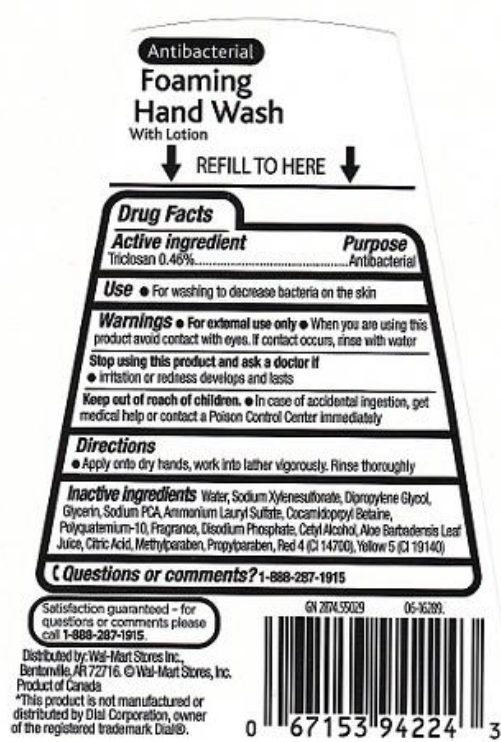 Antibacterial
Foaming
Hand Wash
With Lotion
REFILL TO HERE
Drug Facts
Active ingredient Purpose
Triclosan 0.46%......Antibacterial
Use • For washing to decrease bacteria on the skin
Warnings • For external use only • When you are using this
product avoid contact with eyes. If contact occurs, rinse with water
Stop using this product and ask a doctor if
• irritation or redness develops and lasts
Keep out of reach of children. • In case of accidental ingestion, get
medical help or contact a Poison Control Center immediately
Directions
• Apply onto dry hands, work into lather vigorously. Rinse thoroughly
Inactive ingredients Water, Sodium Xylenesulfonate, Dipropylene Glycol,
Glycerin, Sodium PCA, Ammonium Lauryl Sulfate, Cocamidopropyl Betaine,
Polyquaternium-10, Fragrance, Disodium Phosphate, Cetyl Alcohol, Aloe Barbadensis Leaf
Juice, Citric Acid, Methylparaben, Propylparaben, Red 4 (CI 14700), Yellow 5 (CI 19140)
Questions or comments? 1-888-287-1915
Satisfaction guaranteed – for
questions or comments please
call 1-888-287-1915.
GN 2874.55029 06-16289.
Distributed by: Wal-Mart Stores Inc.,
Bentonville, AR 72716. © Wal-Mart Stores, Inc.
Product of Canada
*This product is not manufactured or
distributed by Dial Corporation, owner
of the registered trademark Dial®.
0 67153 94224 3